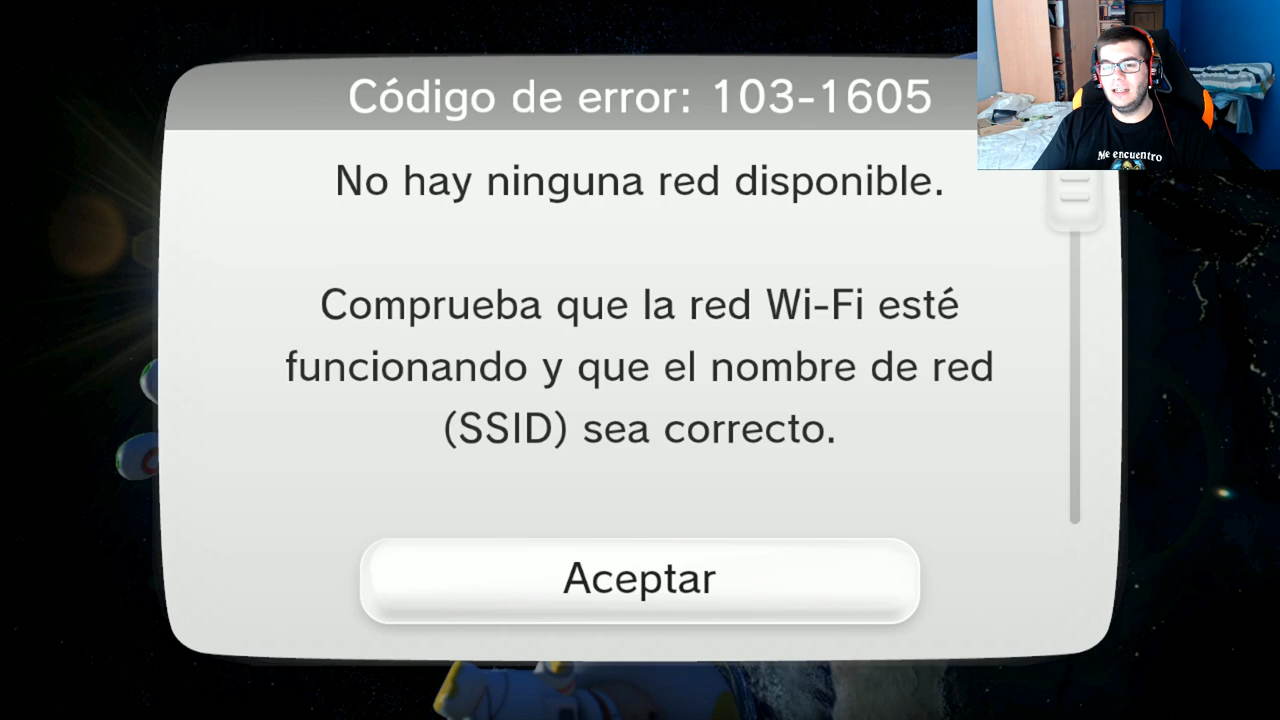 Código de error: 103-1605
No hay ninguna red disponible.
Comprueba que la red Wi-Fi esté
funcionando y que el nombre de red
(SSID) sea correcto.
Aceptar
Me encuentro